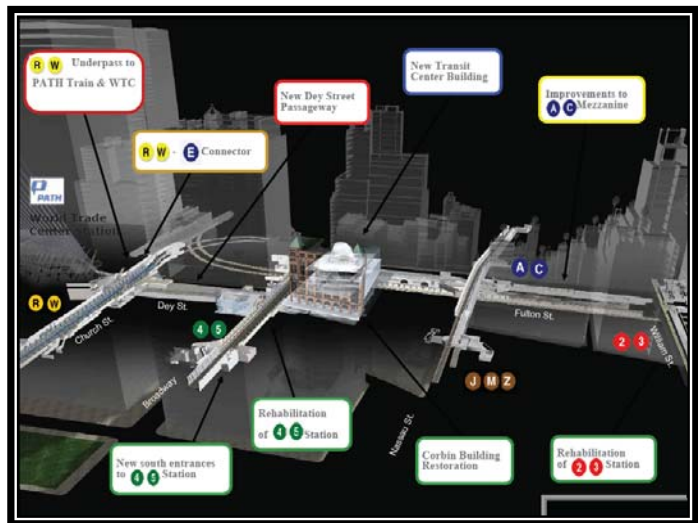 R W Underpass to
PATH Train & WTC
New Dey Street
Passageway
New Transit
Center Building
Improvements to
A C Mezzanine
R W - E Connector
PATH
World Trade
Center Station
R W
Church St.
Dey St.
4 5
Broadway
A C
Fulton St.
2 3
William St.
J M Z
Nassau St.
New south entrances
to 4 5 Station
Rehabilitation
of 4 5 Station
Corbin Building
Restoration
Rehabilitation
of 2 3 Station